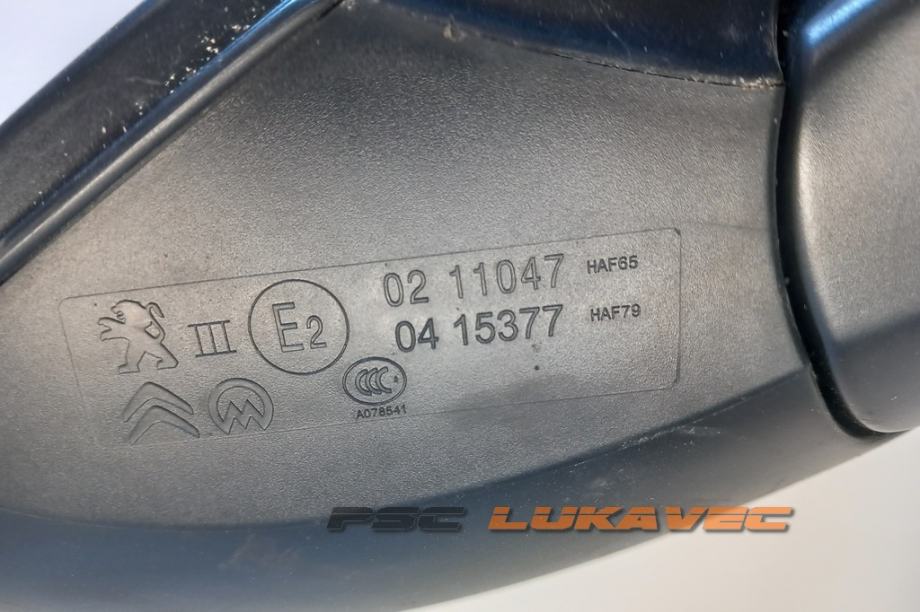 02 11047 HAF65
III E2
04 15377 HAF79
CCC
A078541
PSC LUKAVEC